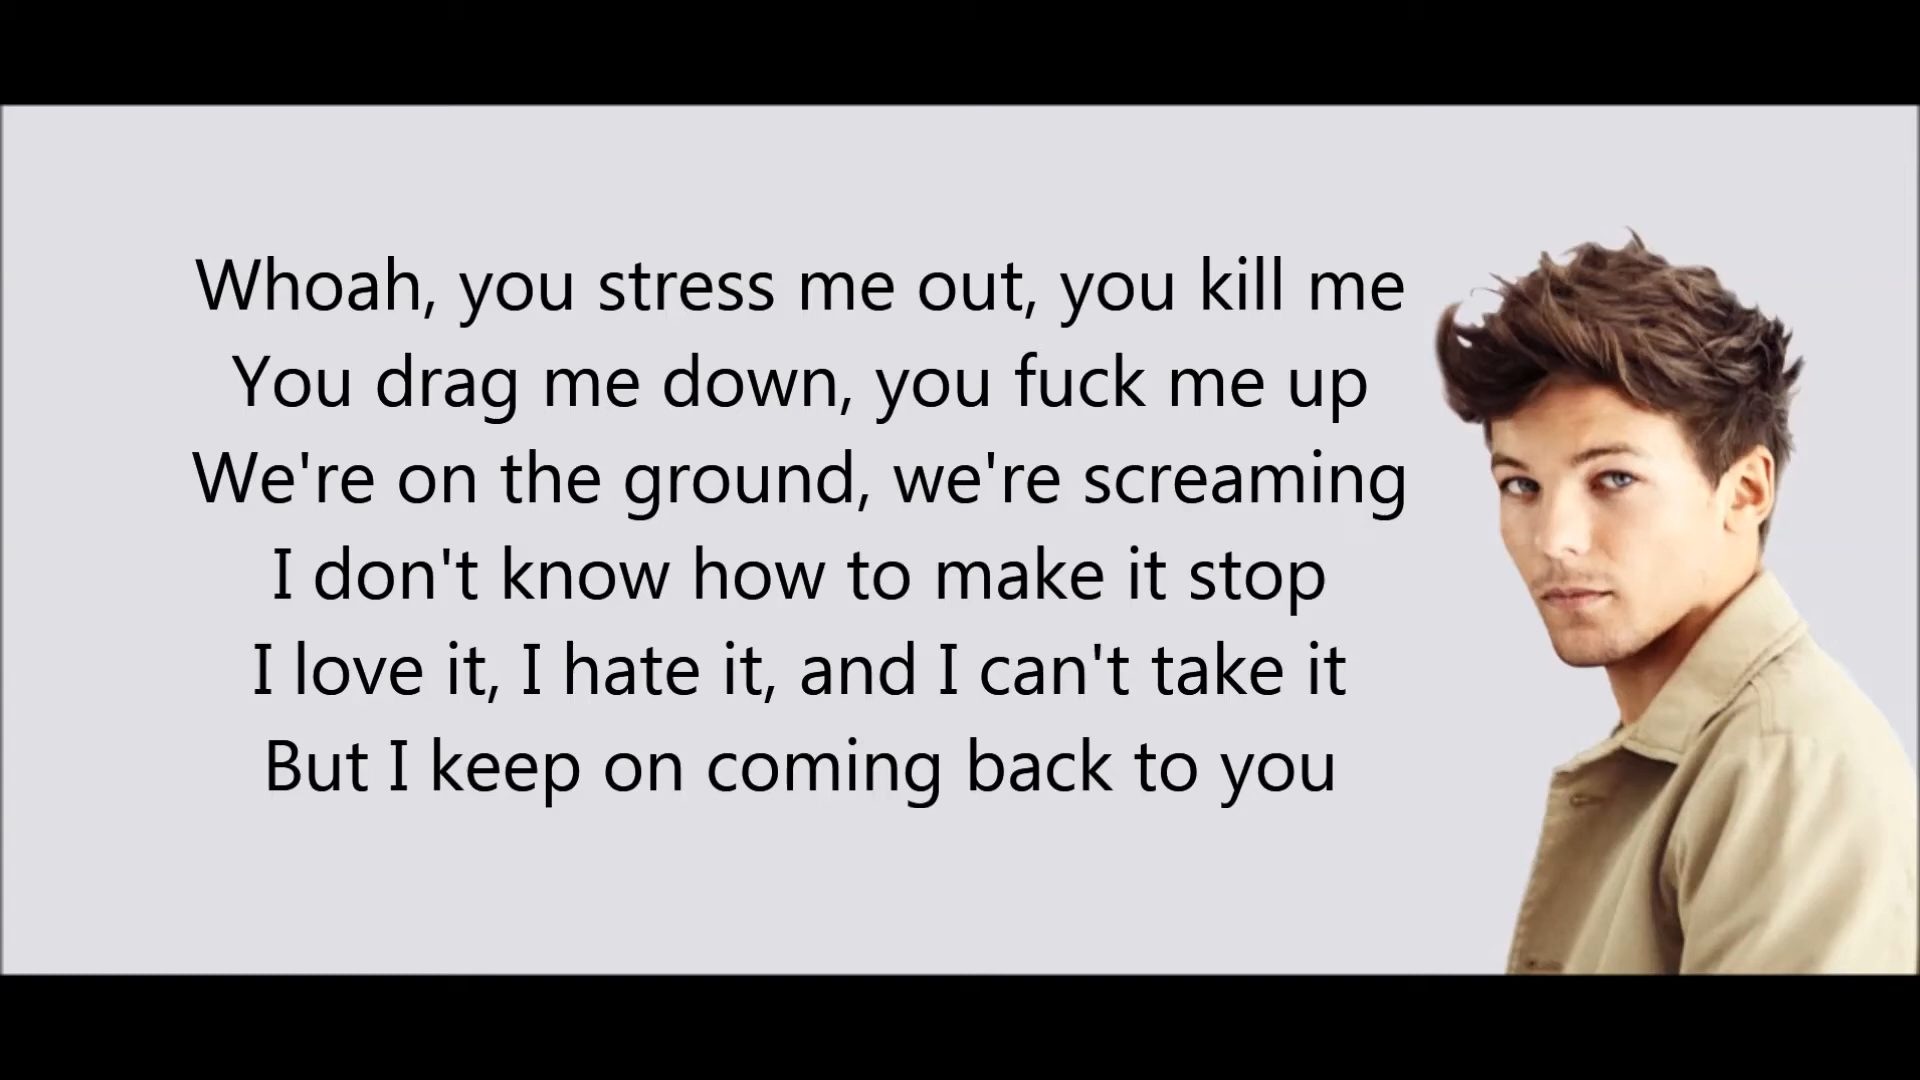 Whoah, you stress me out, you kill me
You drag me down, you fuck me up
We're on the ground, we're screaming
I don't know how to make it stop
I love it, I hate it, and I can't take it
But I keep on coming back to you